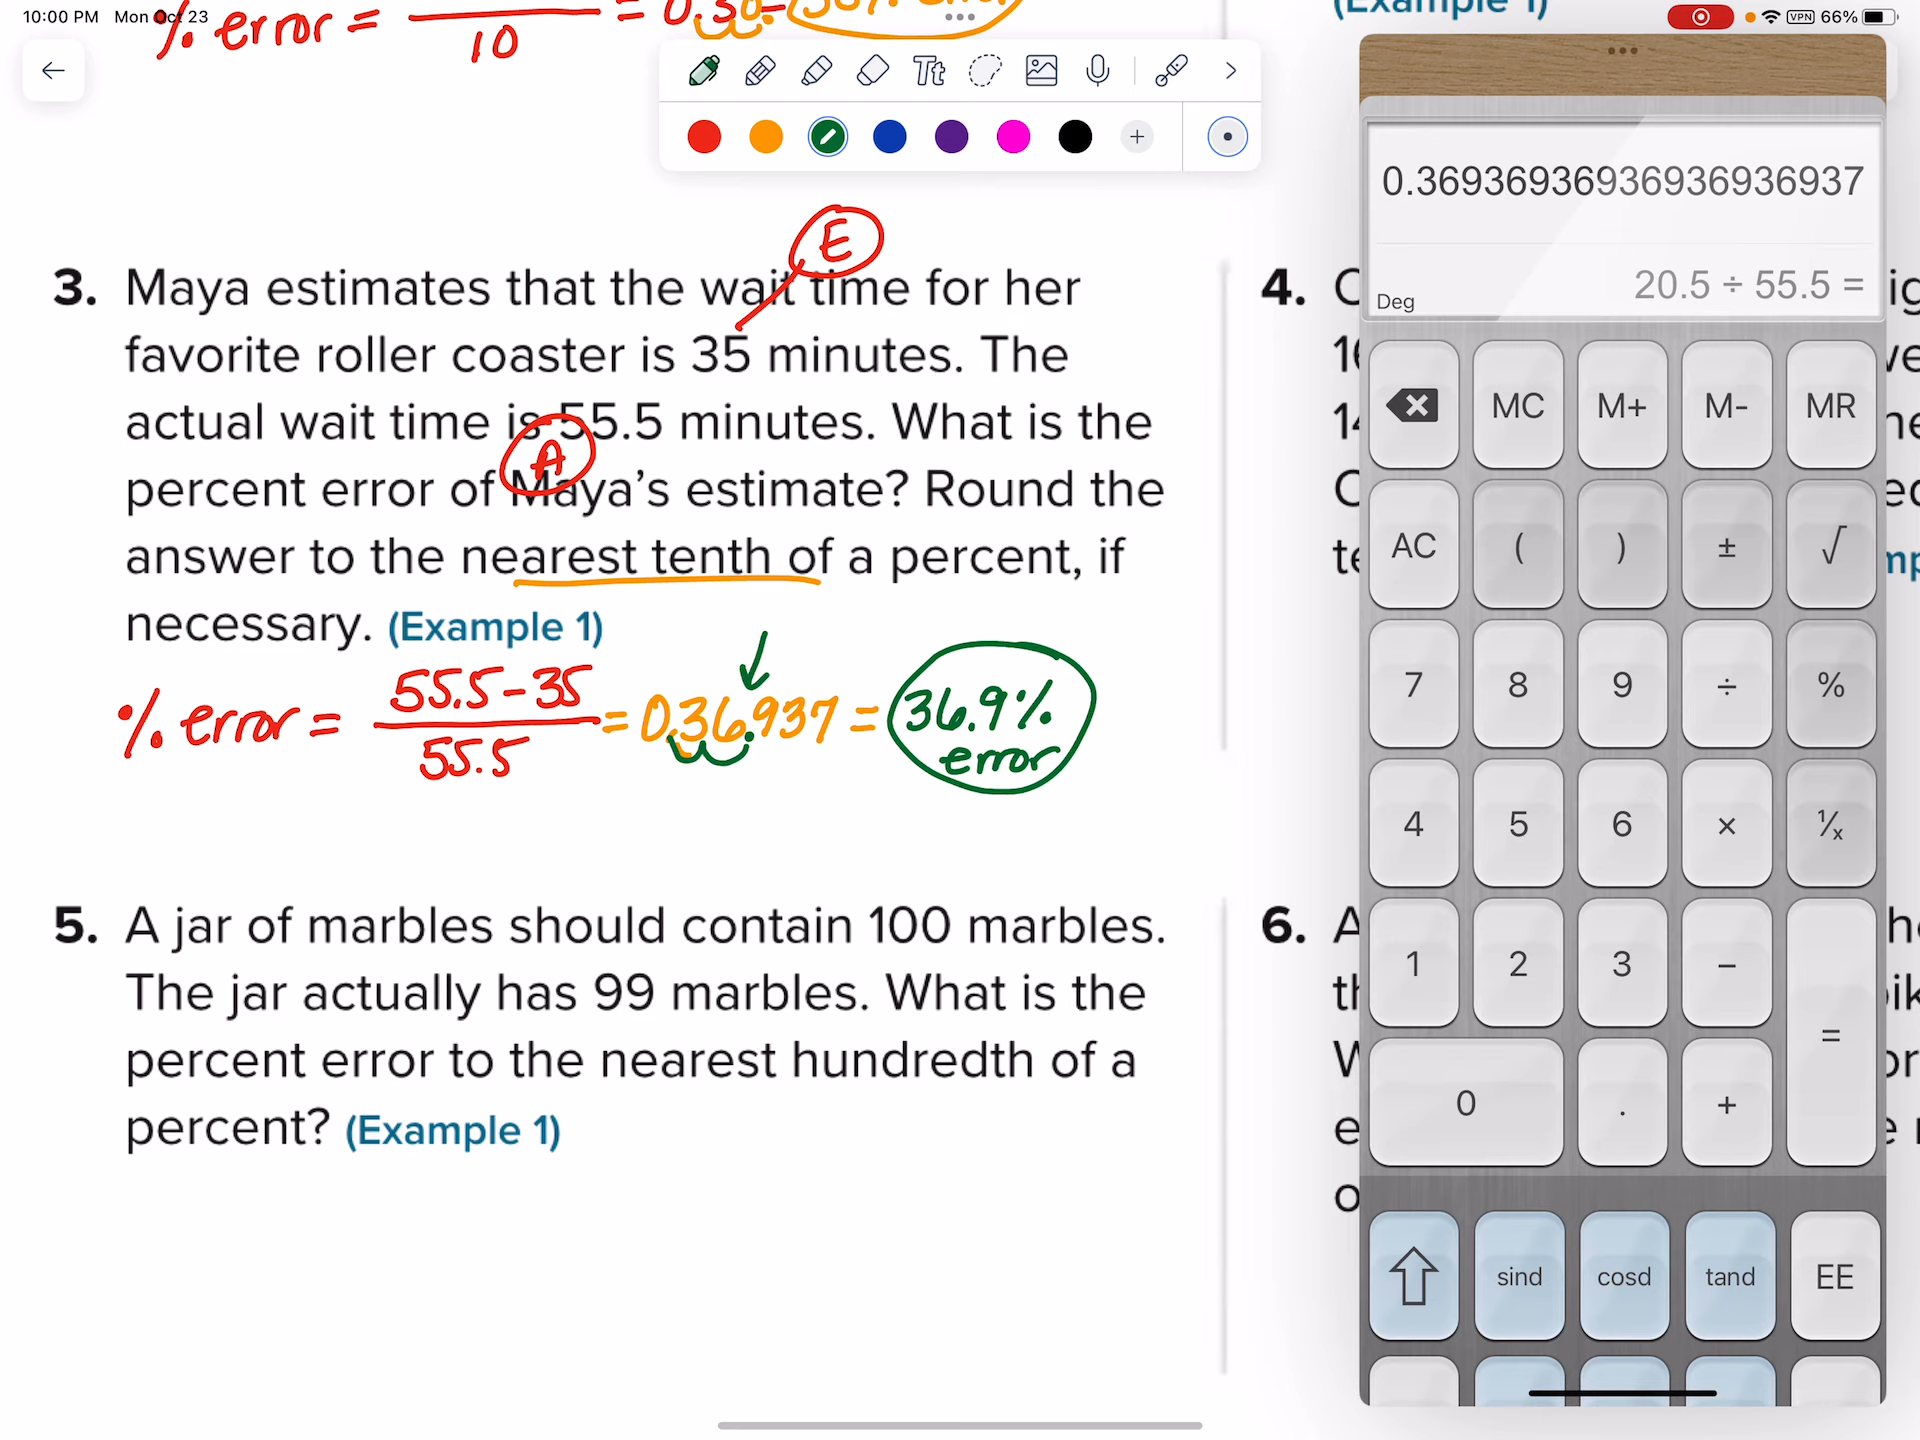 10:00 PM Mon Oct 23
VPN 66%
% error =
10
(Example 1)
Tt
3. Maya estimates that the wait time for her
favorite roller coaster is 35 minutes. The
actual wait time is 55.5 minutes. What is the
percent error of Maya's estimate? Round the
answer to the nearest tenth of a percent, if
necessary. (Example 1)
E
A
% error = 55.5 - 35 / 55.5 = 0.36.937 = 36.9% error
5. A jar of marbles should contain 100 marbles.
The jar actually has 99 marbles. What is the
percent error to the nearest hundredth of a
percent? (Example 1)
4.
6.
0.36936936936936936937
20.5 ÷ 55.5 =
Deg
MC M+ M- MR
AC ( ) ± √
7 8 9 ÷ %
4 5 6 × 1/x
1 2 3 −
0 . + =
sind cosd tand EE